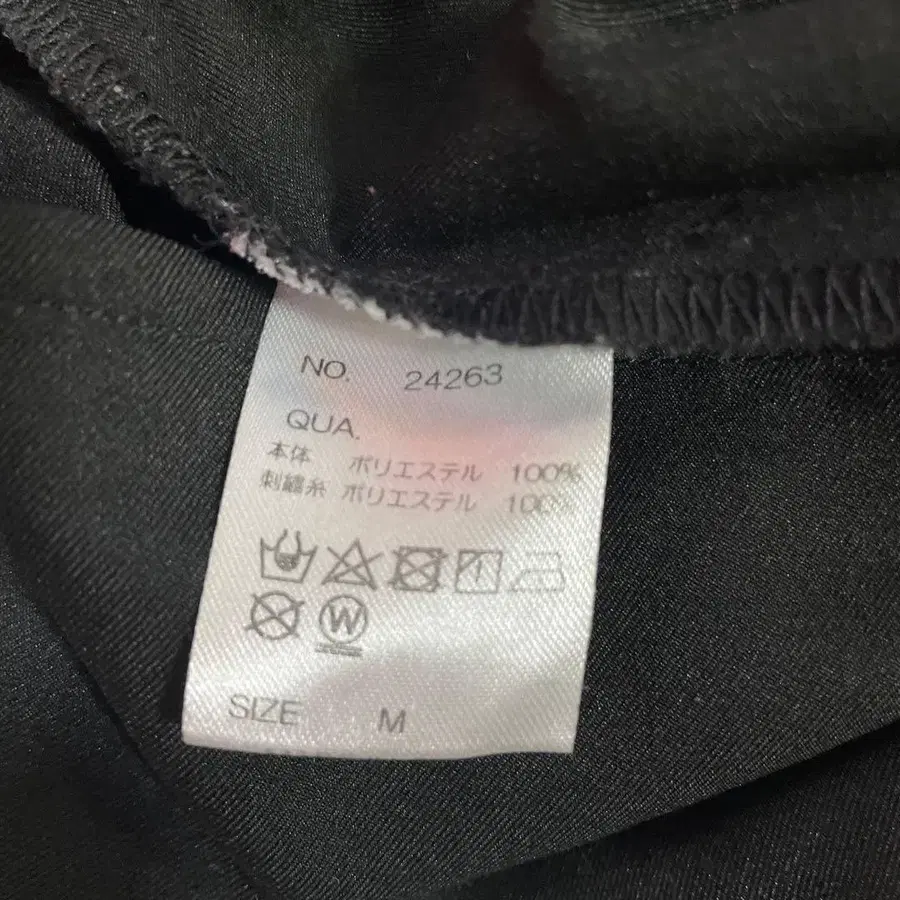 NO. 24263
QUA.
本体 ポリエステル 100%
刺繍糸 ポリエステル 100%
W
SIZE M